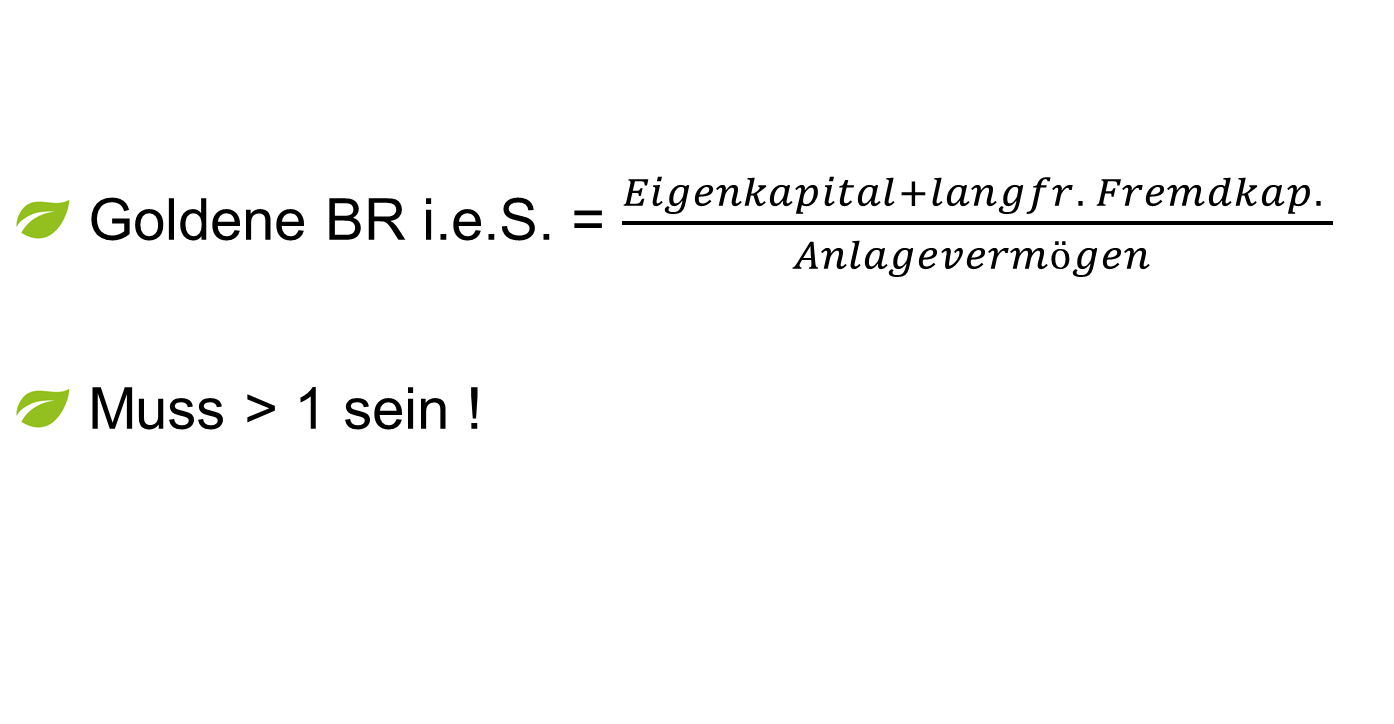 Goldene BR i.e.S. = Eigenkapital+langfr. Fremdkap.
Anlagevermögen
Muss > 1 sein !